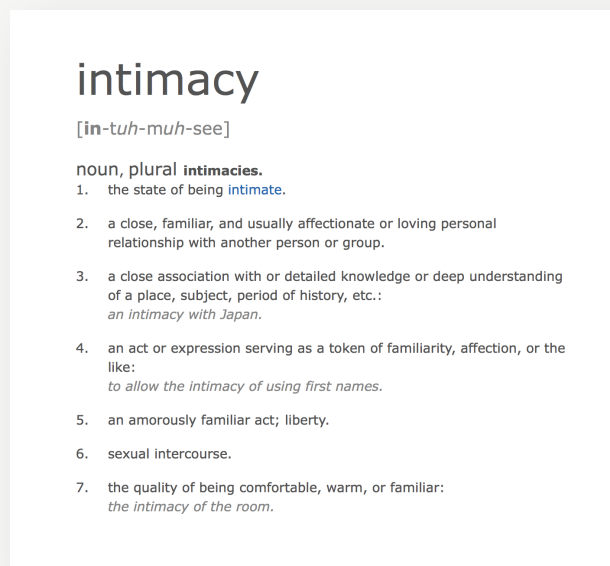 intimacy
[in-tuh-muh-see]
noun, plural intimacies.
1. the state of being intimate.
2. a close, familiar, and usually affectionate or loving personal
relationship with another person or group.
3. a close association with or detailed knowledge or deep understanding
of a place, subject, period of history, etc.:
an intimacy with Japan.
4. an act or expression serving as a token of familiarity, affection, or the
like:
to allow the intimacy of using first names.
5. an amorously familiar act; liberty.
6. sexual intercourse.
7. the quality of being comfortable, warm, or familiar:
the intimacy of the room.